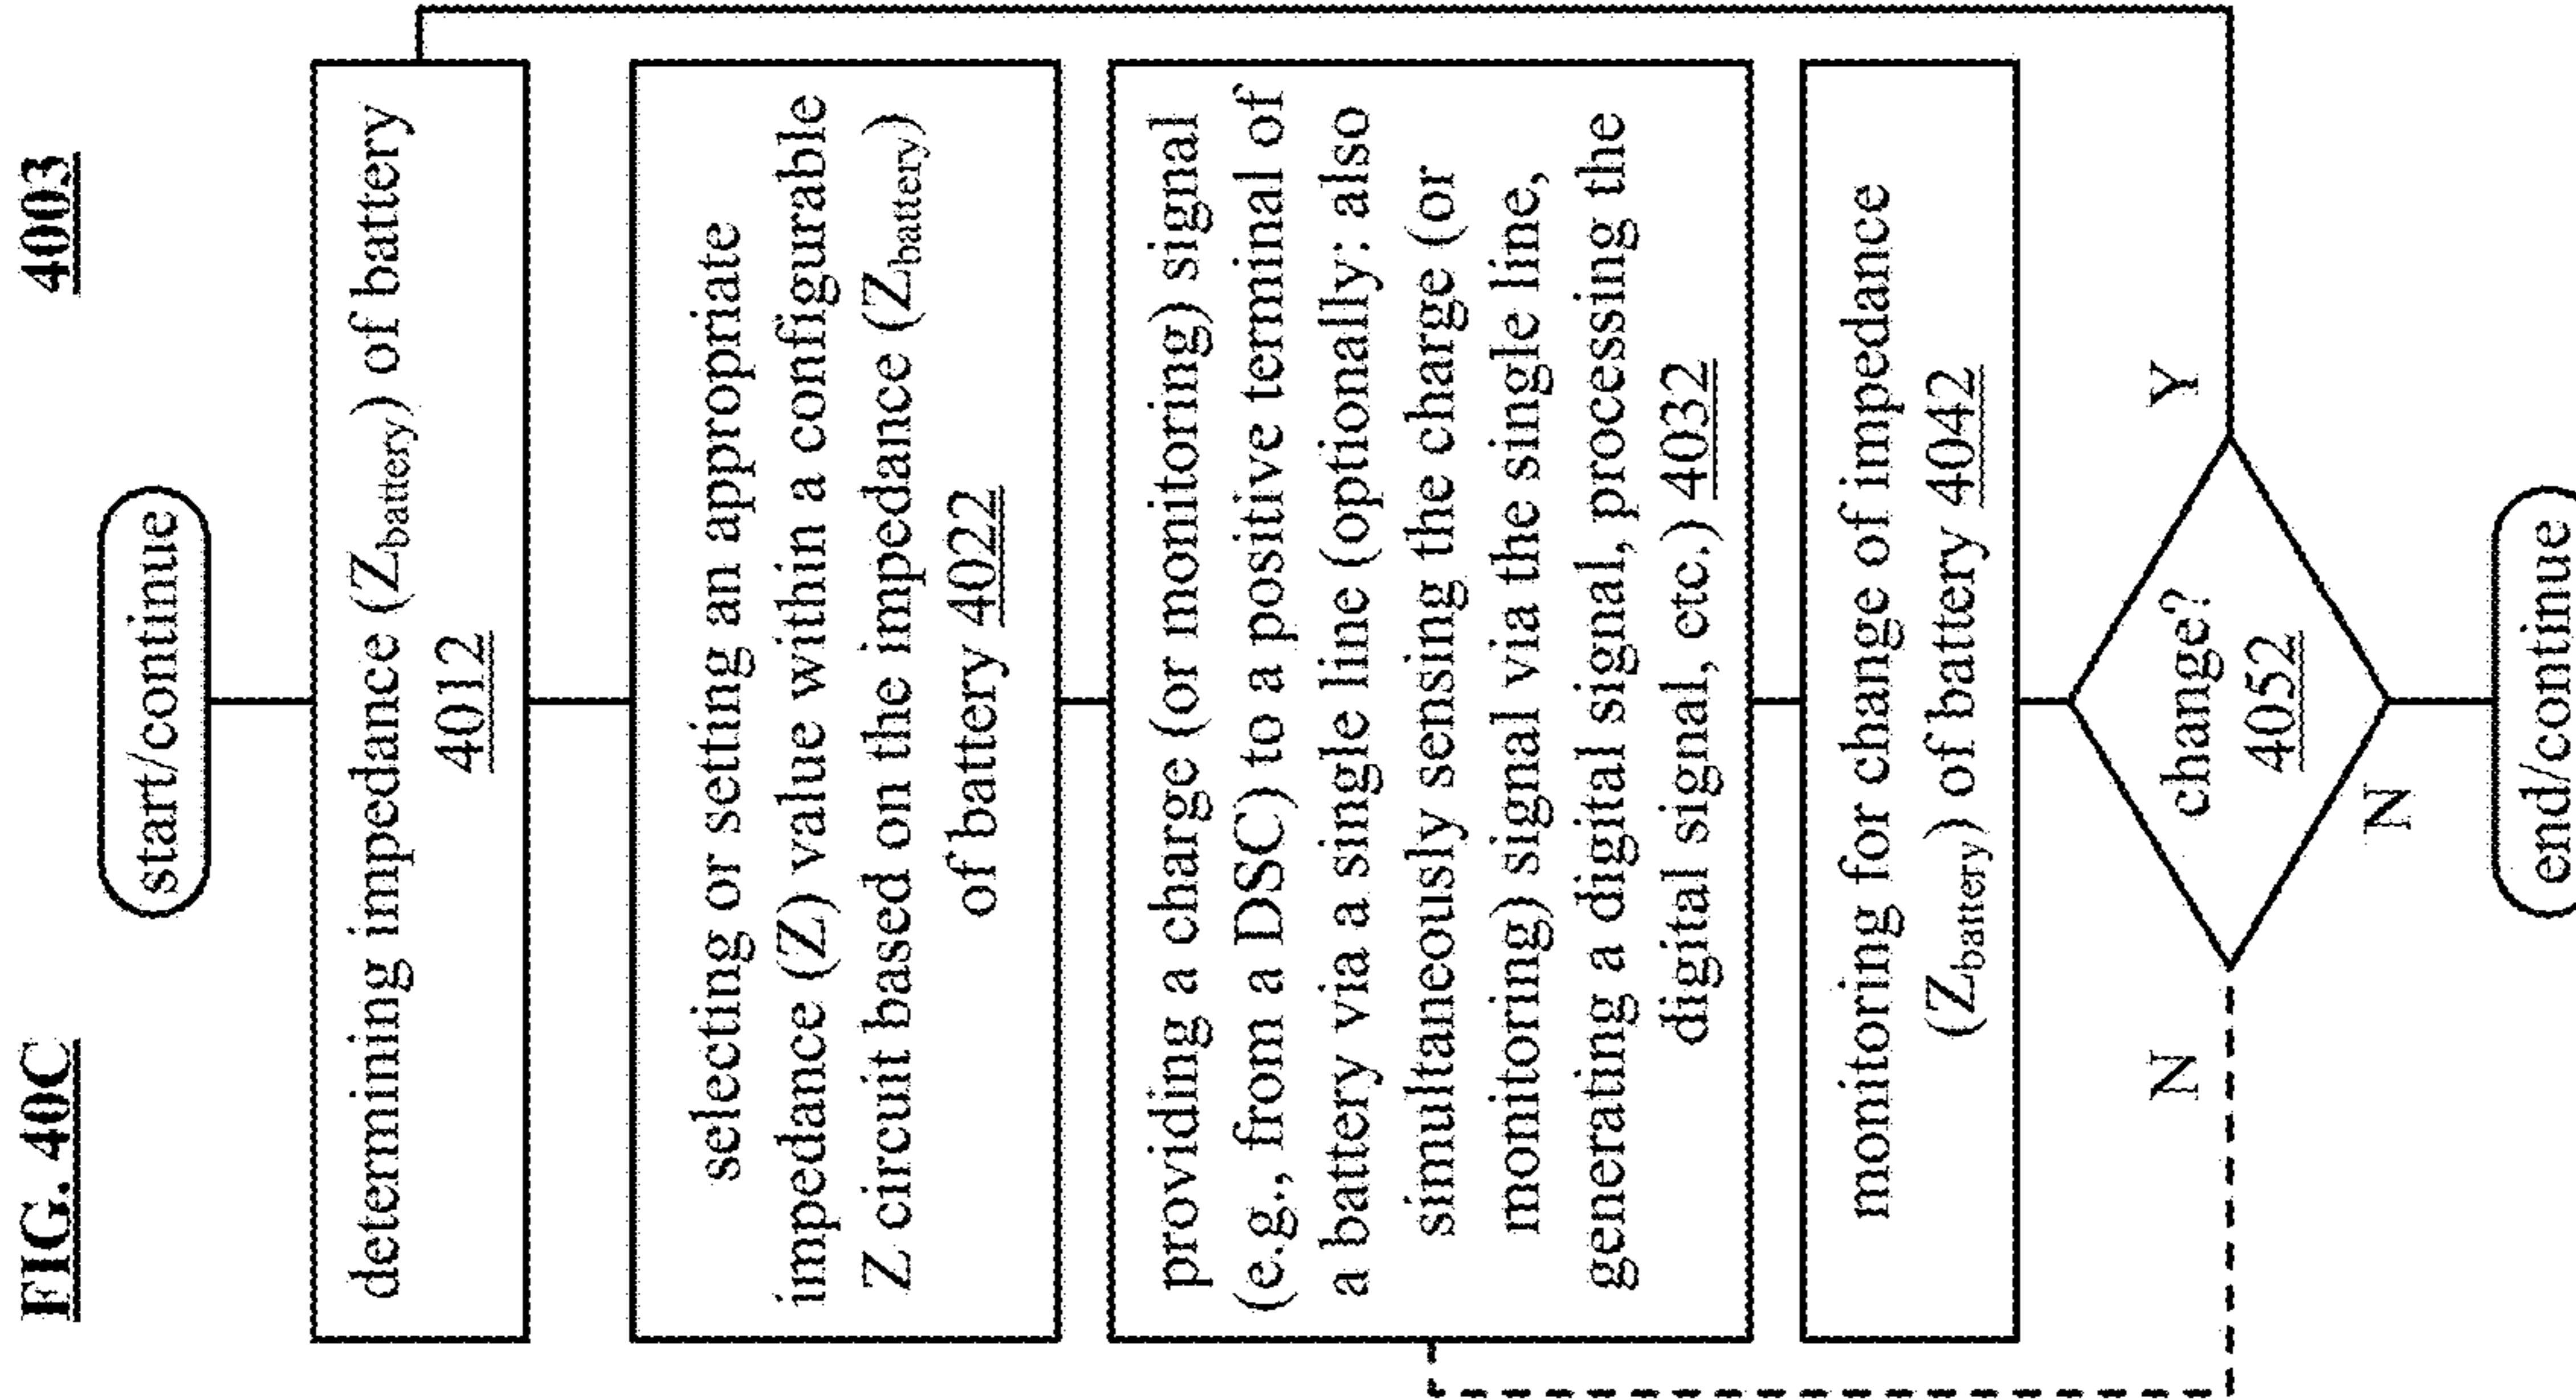 FIG. 40C
4003
start/continue
determining impedance (Zbattery) of battery
4012
selecting or setting an appropriate
impedance (Z) value within a configurable
Z circuit based on the impedance (Zbattery)
of battery 4022
providing a charge (or monitoring) signal
(e.g., from a DSC) to a positive terminal of
a battery via a single line (optionally: also
simultaneously sensing the charge (or
monitoring) signal via the single line,
generating a digital signal, processing the
digital signal, etc.) 4032
monitoring for change of impedance
(Zbattery) of battery 4042
change?
4052
Y
N
N
end/continue